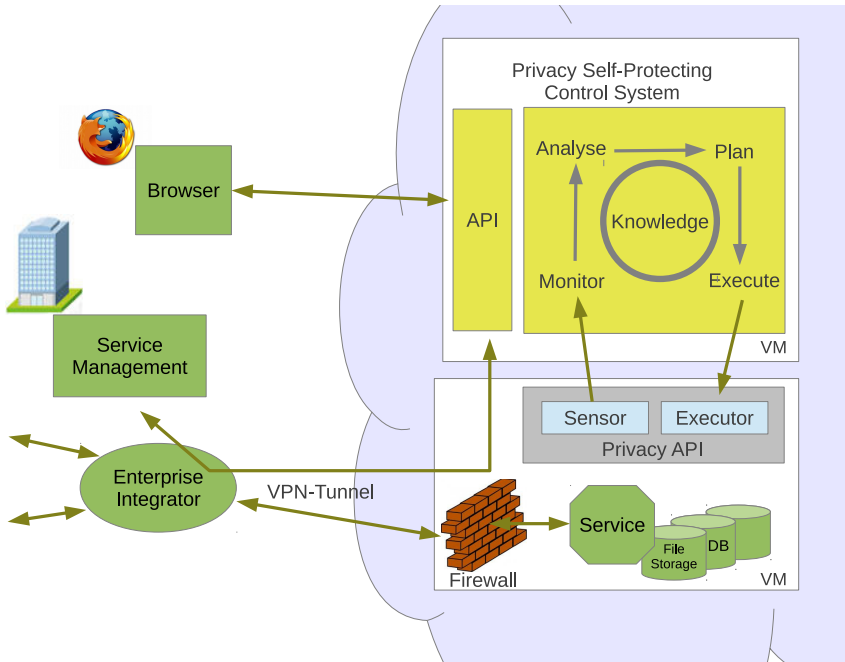 Privacy Self-Protecting
Control System
Browser
API
Analyse
Plan
Knowledge
Monitor
Execute
VM
Service
Management
Sensor
Executor
Privacy API
Enterprise
Integrator
VPN-Tunnel
Firewall
Service
File
Storage
DB
VM